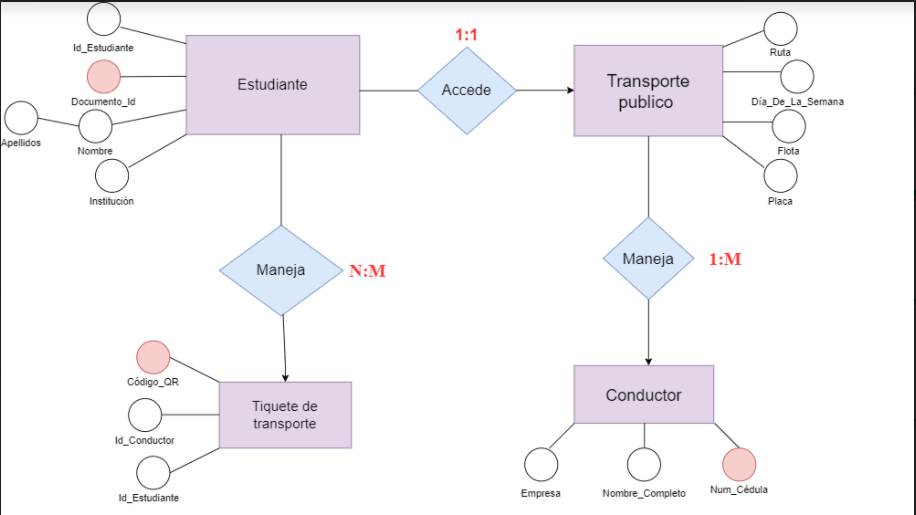 1:1
Id_Estudiante
Estudiante
Accede
Transporte
publico
Ruta
Documento_Id
Día_De_La_Semana
Apellidos
Nombre
Flota
Institución
Placa
Maneja
N:M
Maneja
1:M
Código_QR
Tiquete de
transporte
Id_Conductor
Id_Estudiante
Conductor
Empresa
Nombre_Completo
Num_Cédula